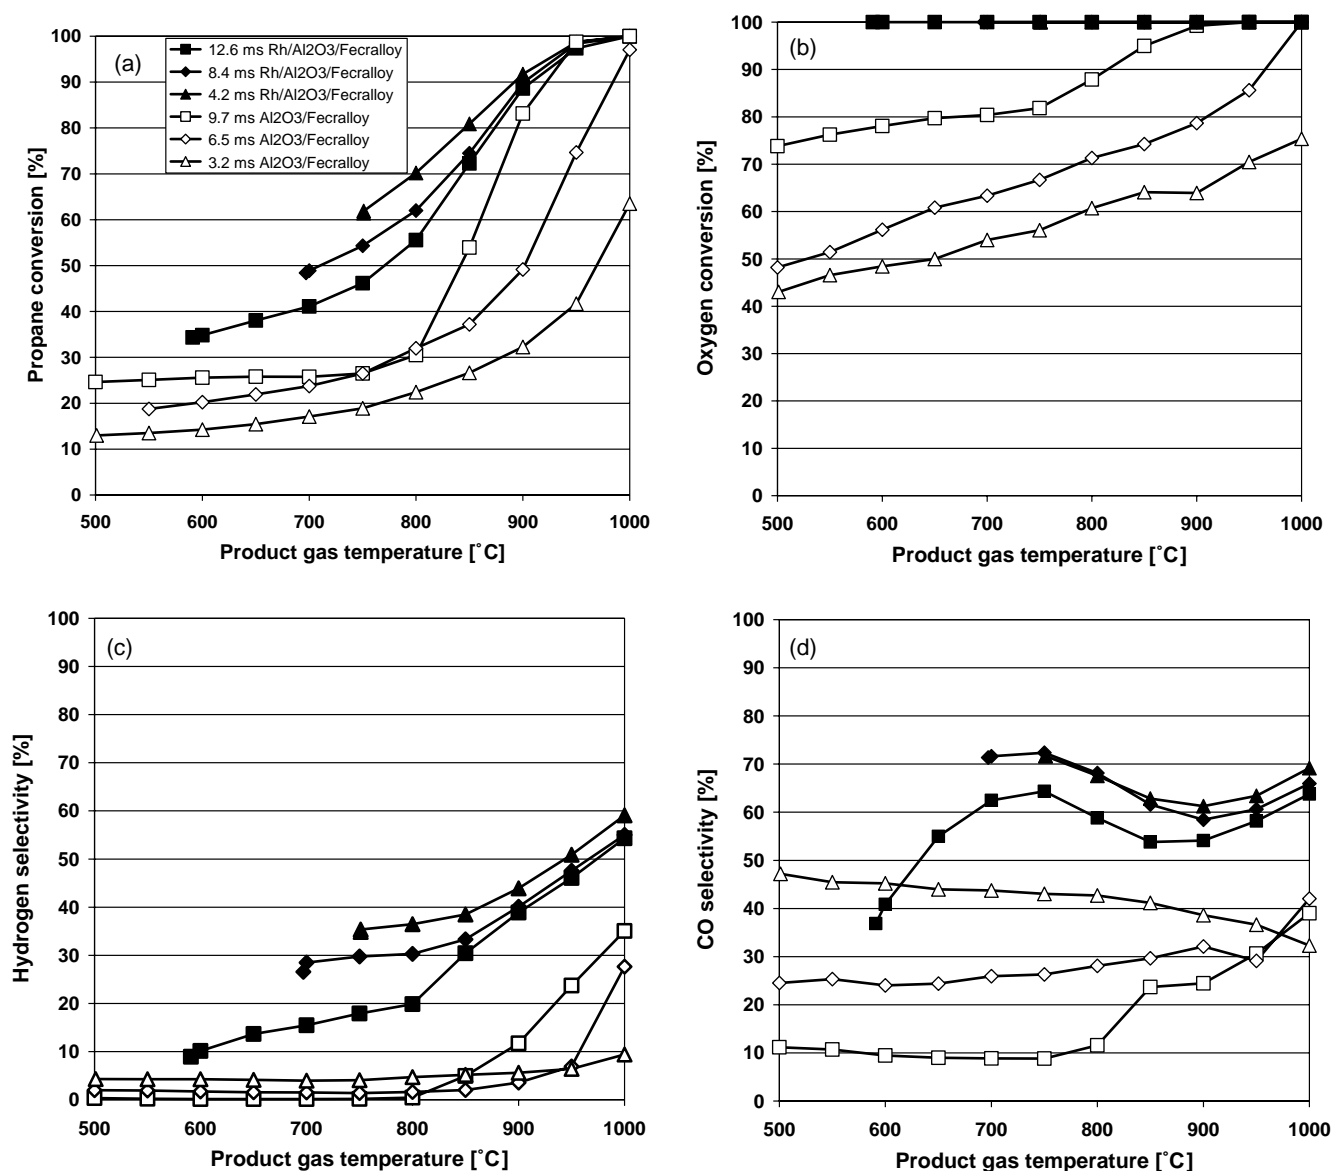 (a)
12.6 ms Rh/Al2O3/Fecralloy
8.4 ms Rh/Al2O3/Fecralloy
4.2 ms Rh/Al2O3/Fecralloy
9.7 ms Al2O3/Fecralloy
6.5 ms Al2O3/Fecralloy
3.2 ms Al2O3/Fecralloy
Propane conversion [%]
100
90
80
70
60
50
40
30
20
10
0
500 600 700 800 900 1000
Product gas temperature [˚C]
(b)
Oxygen conversion [%]
100
90
80
70
60
50
40
30
20
10
0
500 600 700 800 900 1000
Product gas temperature [˚C]
(c)
Hydrogen selectivity [%]
100
90
80
70
60
50
40
30
20
10
0
500 600 700 800 900 1000
Product gas temperature [˚C]
(d)
CO selectivity [%]
100
90
80
70
60
50
40
30
20
10
0
500 600 700 800 900 1000
Product gas temperature [˚C]